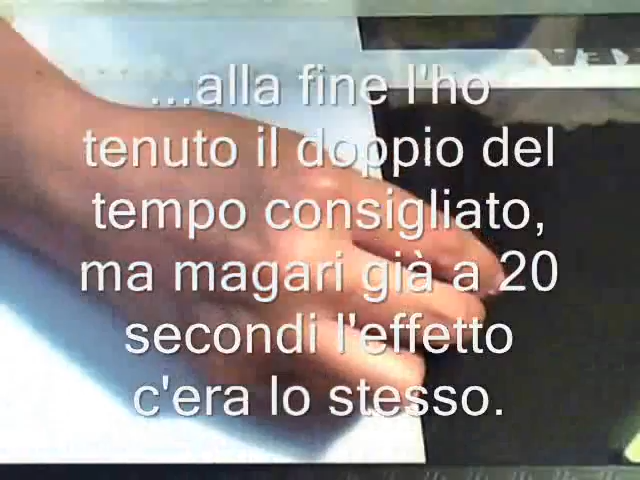 ...alla fine l'ho
tenuto il doppio del
tempo consigliato,
ma magari già a 20
secondi l'effetto
c'era lo stesso.